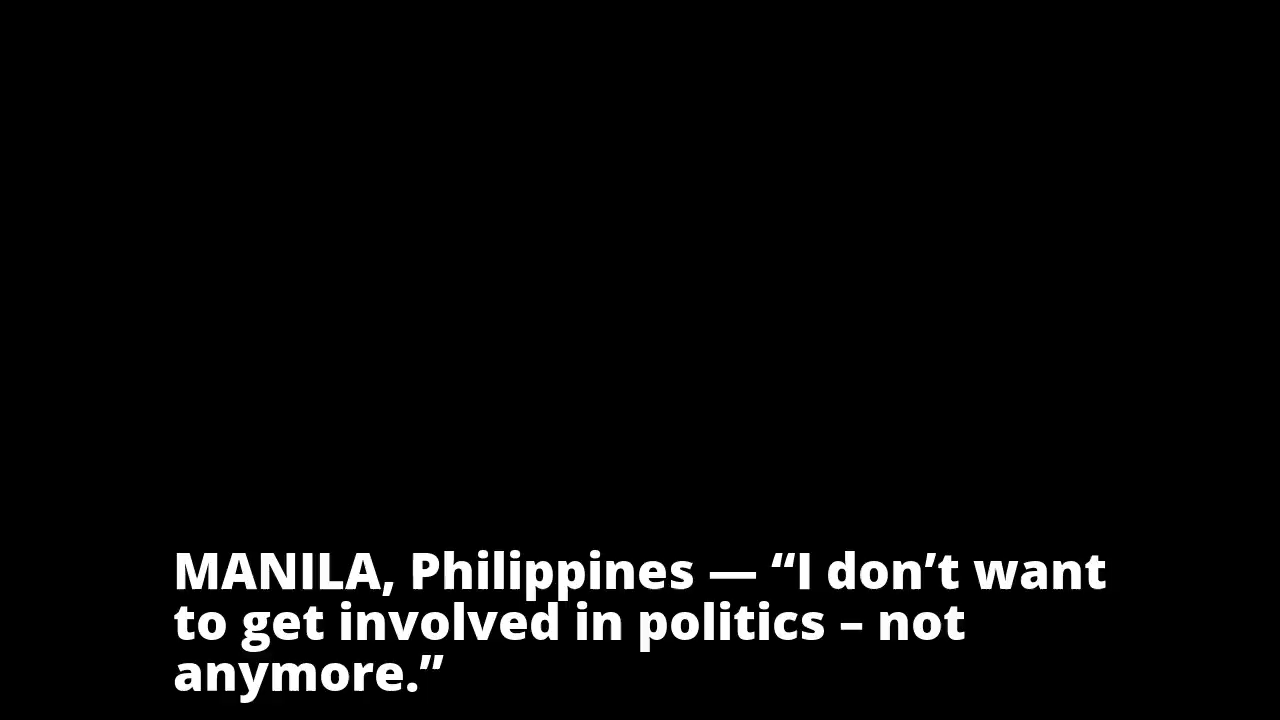 MANILA, Philippines — “I don’t want
to get involved in politics – not
anymore.”